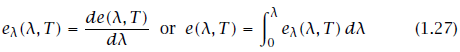 e_λ(λ, T) = de(λ, T)/dλ or e(λ, T) = ∫_0^λ e_λ(λ, T) dλ (1.27)